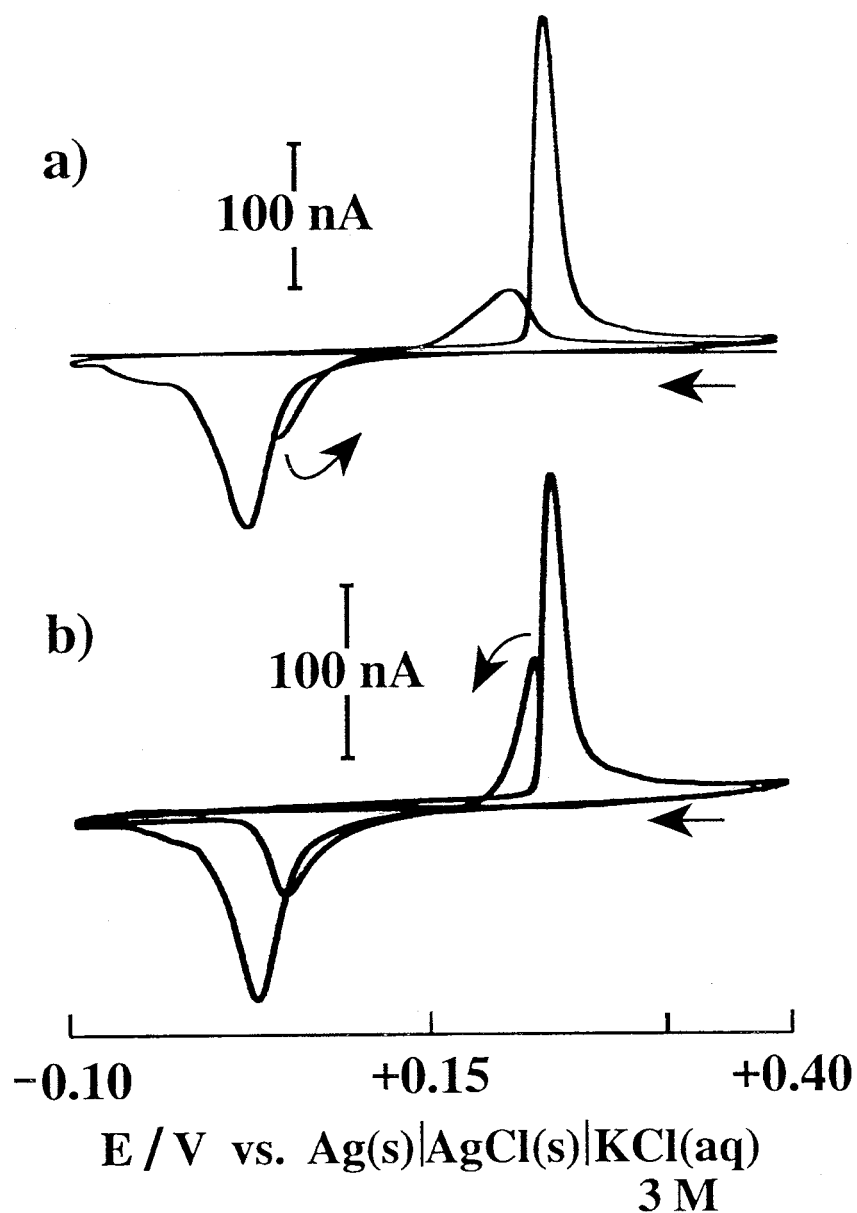 a)
100 nA
b)
100 nA
−0.10 +0.15 +0.40
E / V vs. Ag(s)|AgCl(s)|KCl(aq)
3 M